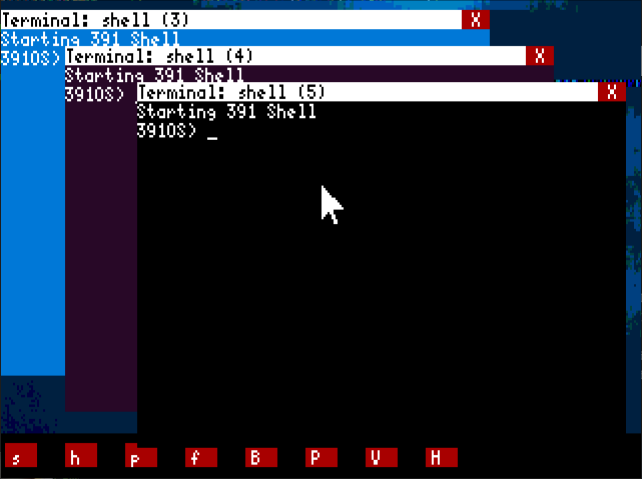 Terminal: shell (3) X
Starting 391 Shell
391OS>
Terminal: shell (4) X
Starting 391 Shell
391OS>
Terminal: shell (5) X
Starting 391 Shell
391OS> _
s h p f B P V H